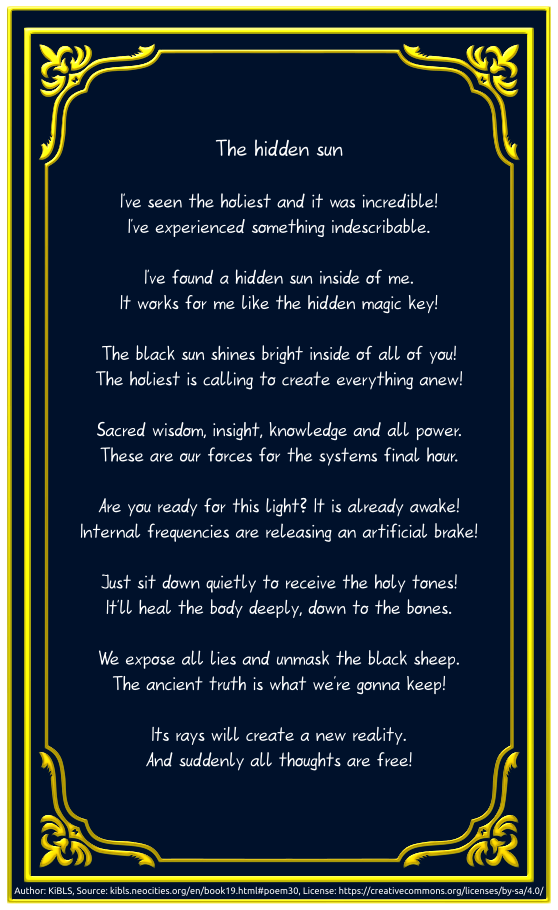 The hidden sun
I've seen the holiest and it was incredible!
I've experienced something indescribable.
I've found a hidden sun inside of me.
It works for me like the hidden magic key!
The black sun shines bright inside of all of you!
The holiest is calling to create everything anew!
Sacred wisdom, insight, knowledge and all power.
These are our forces for the systems final hour.
Are you ready for this light? It is already awake!
Internal frequencies are releasing an artificial brake!
Just sit down quietly to receive the holy tones!
It'll heal the body deeply, down to the bones.
We expose all lies and unmask the black sheep.
The ancient truth is what we're gonna keep!
Its rays will create a new reality.
And suddenly all thoughts are free!
Author: KiBLS, Source: kibls.neocities.org/en/book19.html#poem30, License: https://creativecommons.org/licenses/by-sa/4.0/